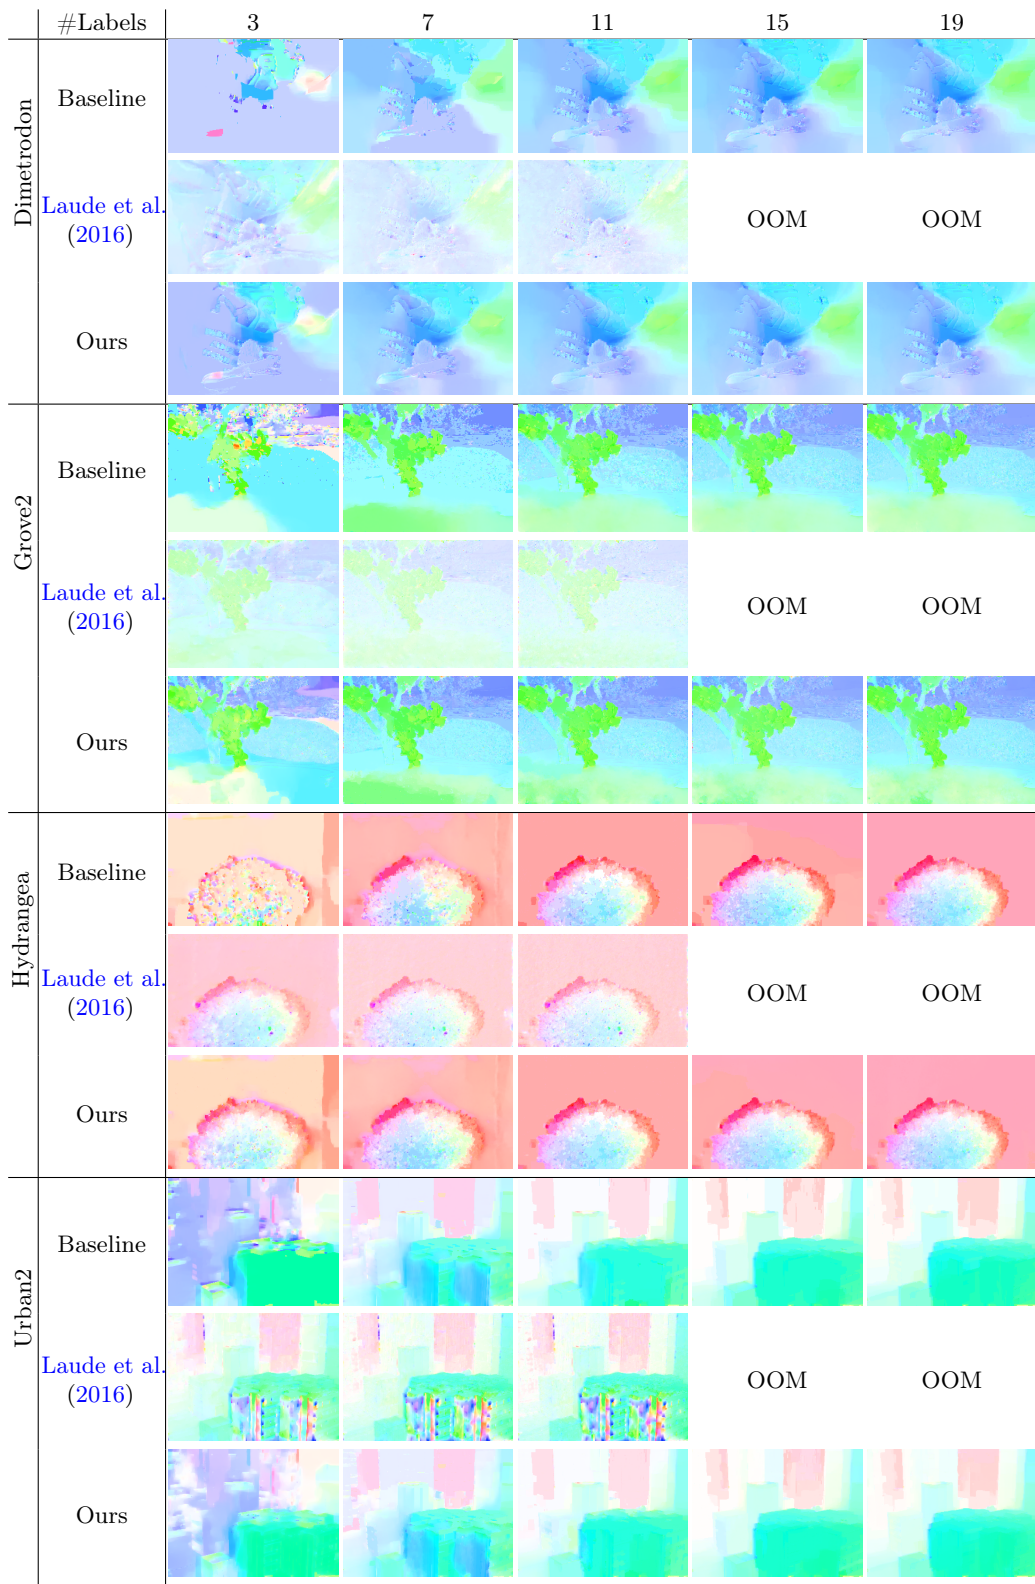 #Labels 3 7 11 15 19
Dimetrodon
Baseline
Laude et al.
(2016)
OOM OOM
Ours
Grove2
Baseline
Laude et al.
(2016)
OOM OOM
Ours
Hydrangea
Baseline
Laude et al.
(2016)
OOM OOM
Ours
Urban2
Baseline
Laude et al.
(2016)
OOM OOM
Ours